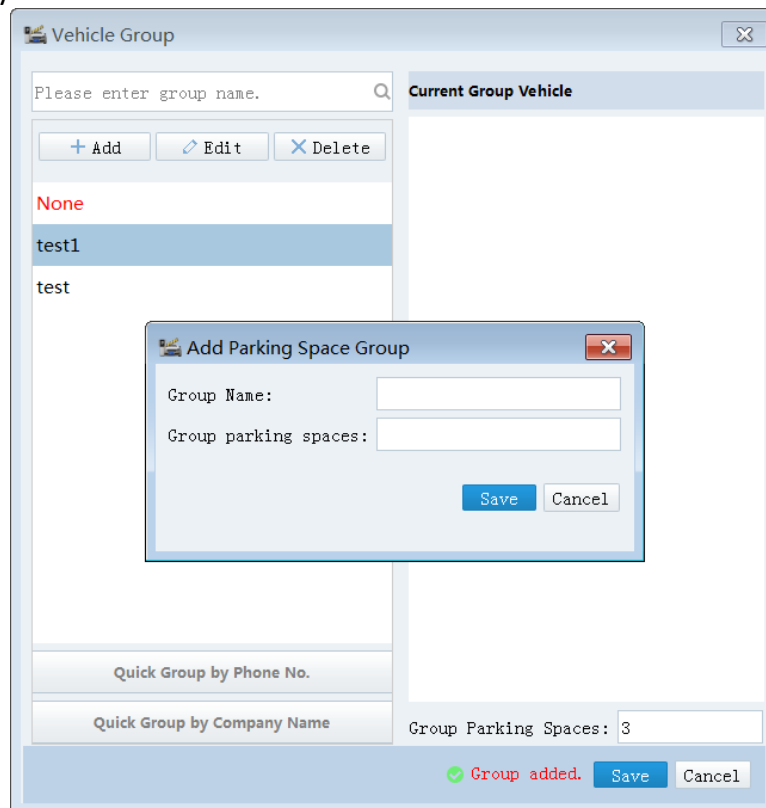 Vehicle Group
Please enter group name.
Current Group Vehicle
Add
Edit
Delete
None
test1
test
Add Parking Space Group
Group Name:
Group parking spaces:
Save
Cancel
Quick Group by Phone No.
Quick Group by Company Name
Group Parking Spaces: 3
Group added.
Save
Cancel